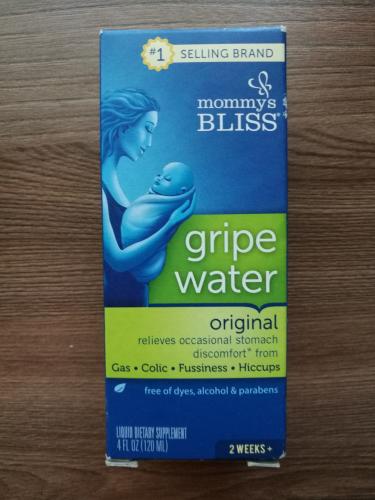 #1 SELLING BRAND
mommy's
BLISS®
gripe
water
original
relieves occasional stomach
discomfort* from
Gas • Colic • Fussiness • Hiccups
free of dyes, alcohol & parabens
LIQUID DIETARY SUPPLEMENT
4 FL OZ (120 ML)
2 WEEKS +